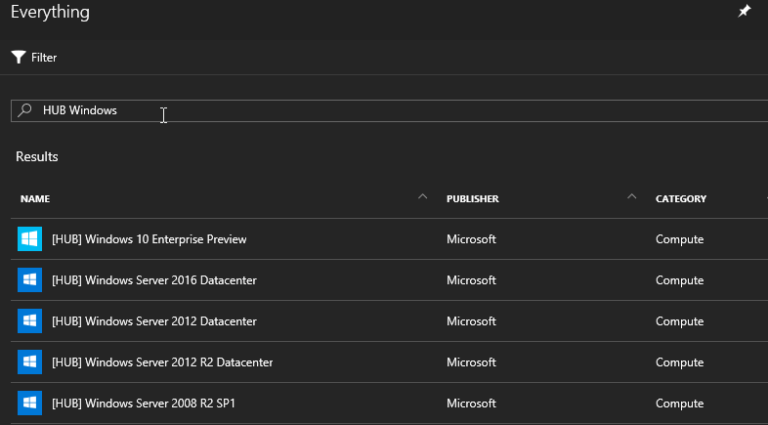 Everything
Filter
HUB Windows
Results
NAME PUBLISHER CATEGORY
[HUB] Windows 10 Enterprise Preview Microsoft Compute
[HUB] Windows Server 2016 Datacenter Microsoft Compute
[HUB] Windows Server 2012 Datacenter Microsoft Compute
[HUB] Windows Server 2012 R2 Datacenter Microsoft Compute
[HUB] Windows Server 2008 R2 SP1 Microsoft Compute